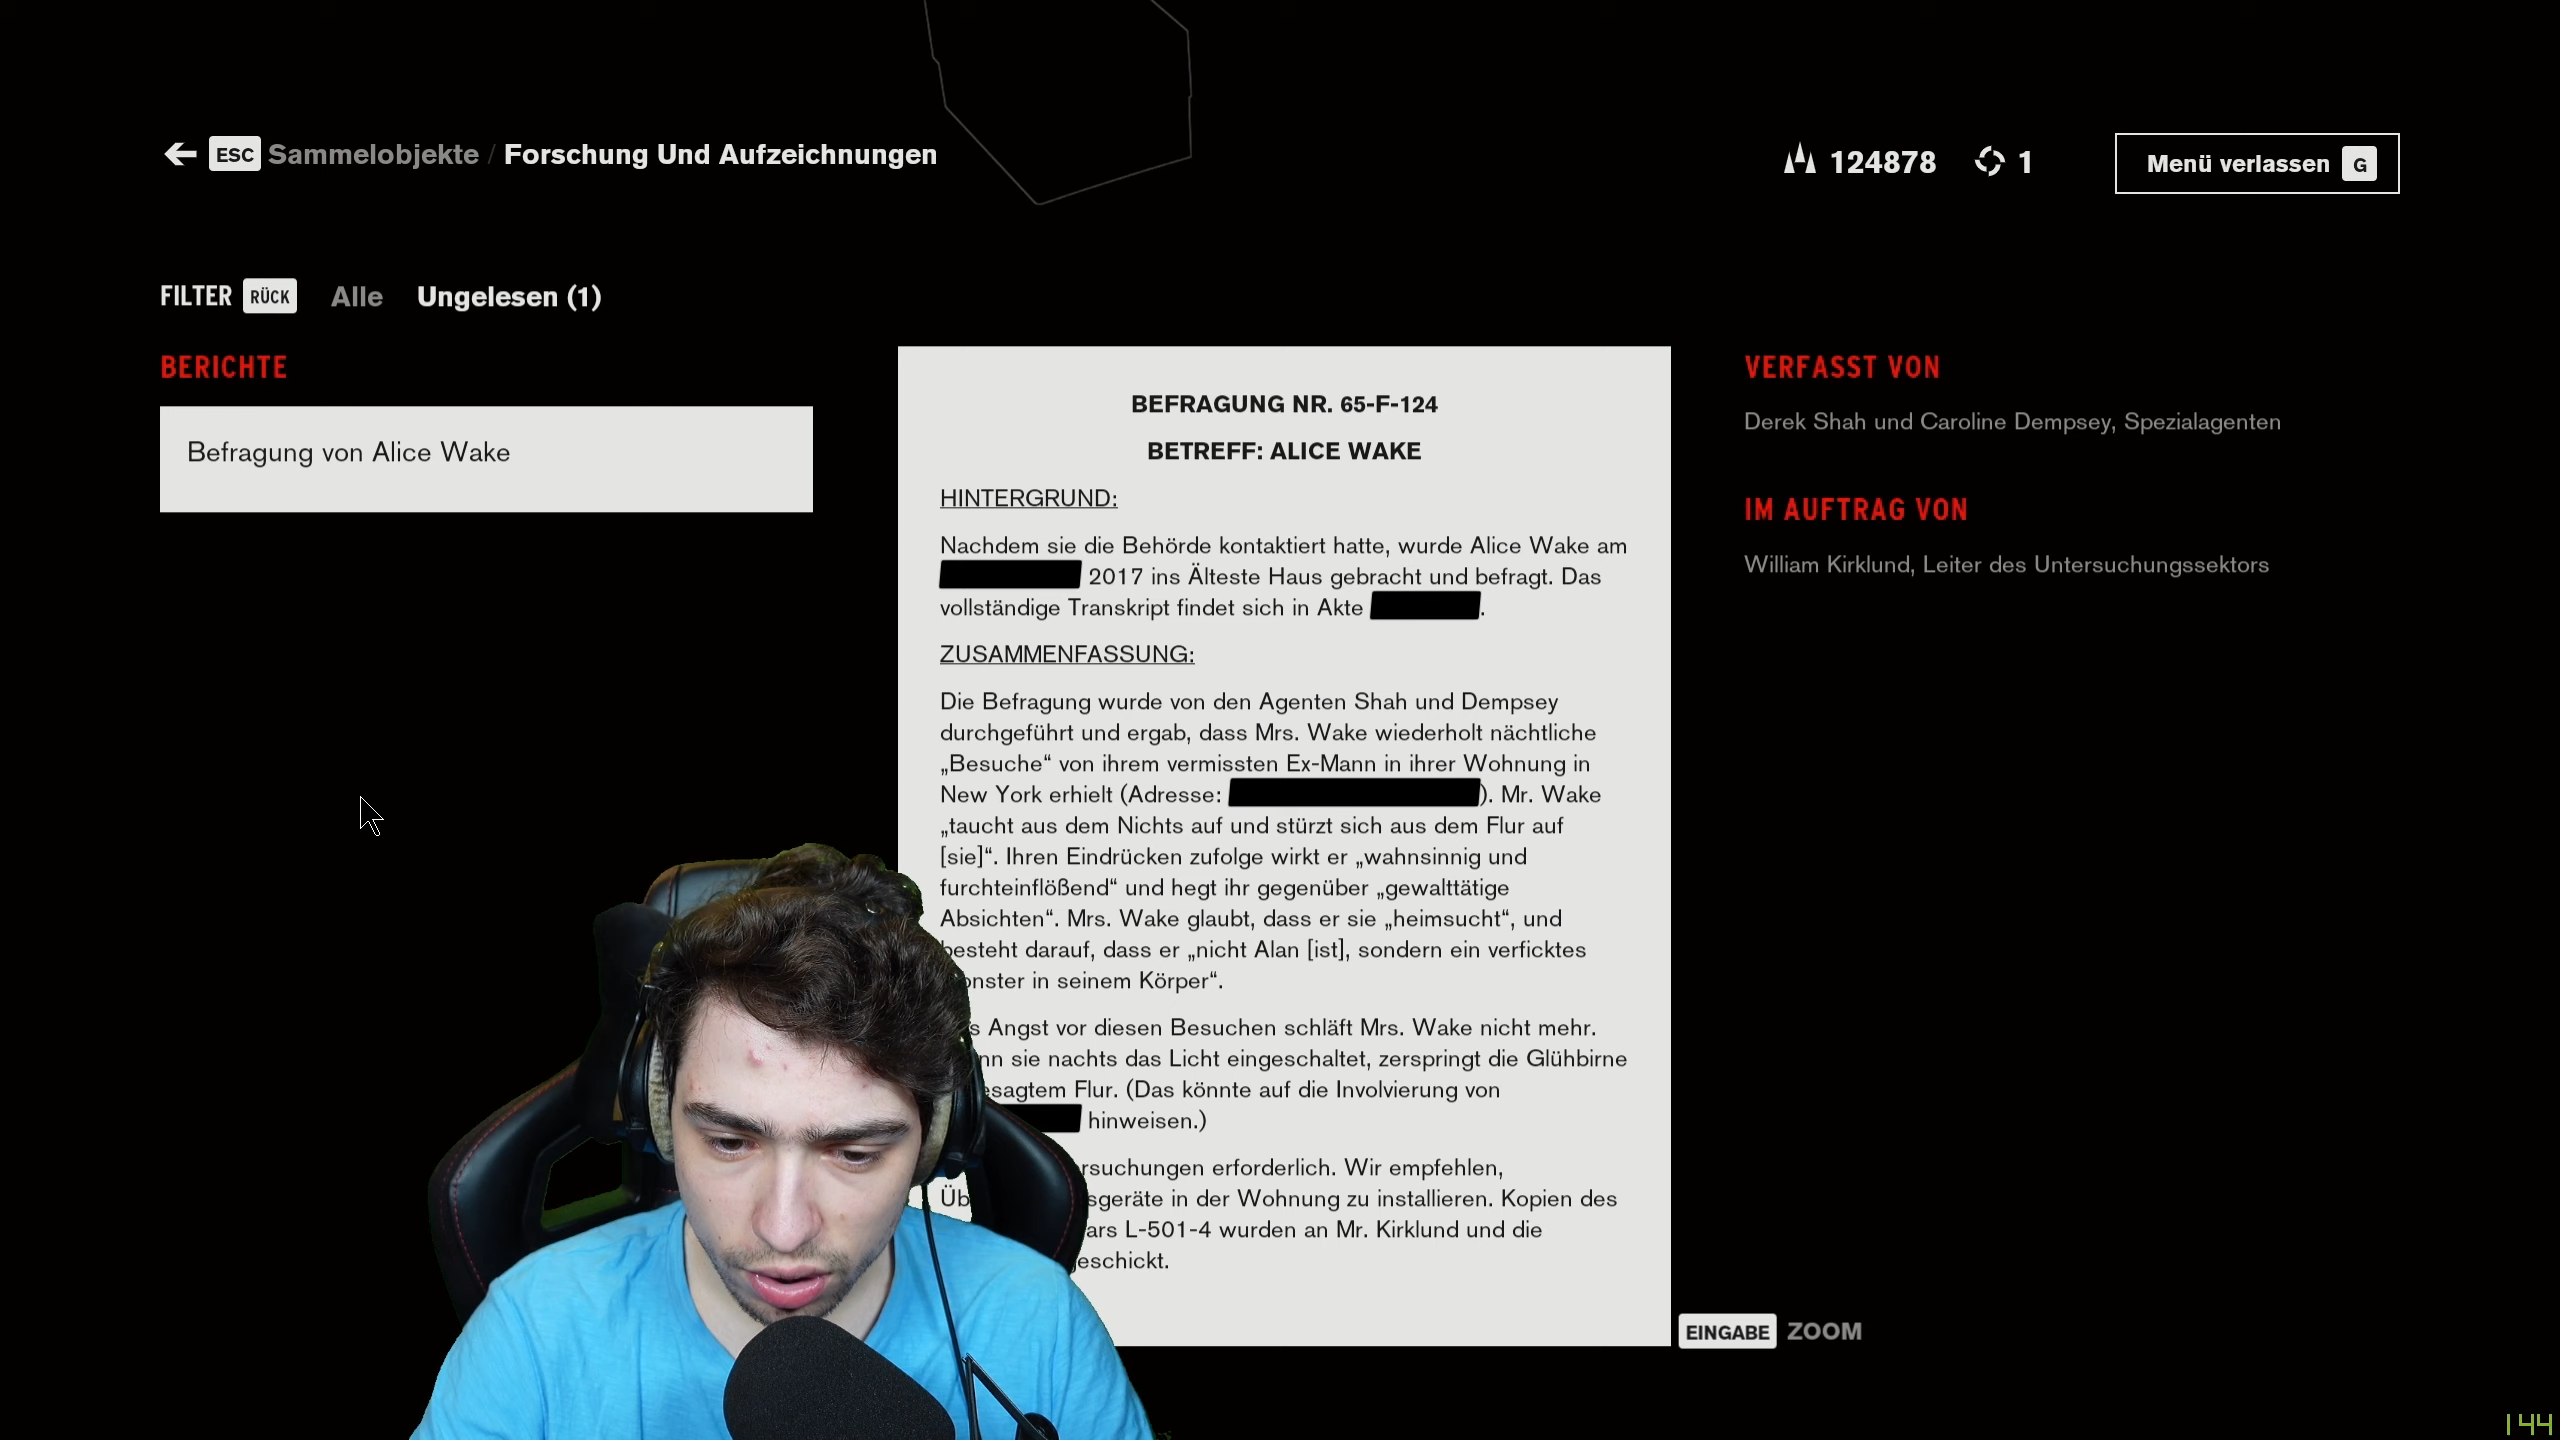 ESC Sammelobjekte / Forschung Und Aufzeichnungen
124878 1 Menü verlassen G
FILTER RÜCK Alle Ungelesen (1)
BERICHTE
Befragung von Alice Wake
BEFRAGUNG NR. 65-F-124
BETREFF: ALICE WAKE
HINTERGRUND:
Nachdem sie die Behörde kontaktiert hatte, wurde Alice Wake am
2017 ins Älteste Haus gebracht und befragt. Das
vollständige Transkript findet sich in Akte .
ZUSAMMENFASSUNG:
Die Befragung wurde von den Agenten Shah und Dempsey
durchgeführt und ergab, dass Mrs. Wake wiederholt nächtliche
„Besuche“ von ihrem vermissten Ex-Mann in ihrer Wohnung in
New York erhielt (Adresse: ). Mr. Wake
„taucht aus dem Nichts auf und stürzt sich aus dem Flur auf
[sie]“. Ihren Eindrücken zufolge wirkt er „wahnsinnig und
furchteinflößend“ und hegt ihr gegenüber „gewalttätige
Absichten“. Mrs. Wake glaubt, dass er sie „heimsucht“, und
besteht darauf, dass er „nicht Alan [ist], sondern ein verficktes
onster in seinem Körper“.
s Angst vor diesen Besuchen schläft Mrs. Wake nicht mehr.
nn sie nachts das Licht eingeschaltet, zerspringt die Glühbirne
esagtem Flur. (Das könnte auf die Involvierung von
hinweisen.)
rsuchungen erforderlich. Wir empfehlen,
Üb sgeräte in der Wohnung zu installieren. Kopien des
ars L-501-4 wurden an Mr. Kirklund und die
eschickt.
VERFASST VON
Derek Shah und Caroline Dempsey, Spezialagenten
IM AUFTRAG VON
William Kirklund, Leiter des Untersuchungssektors
EINGABE ZOOM
144